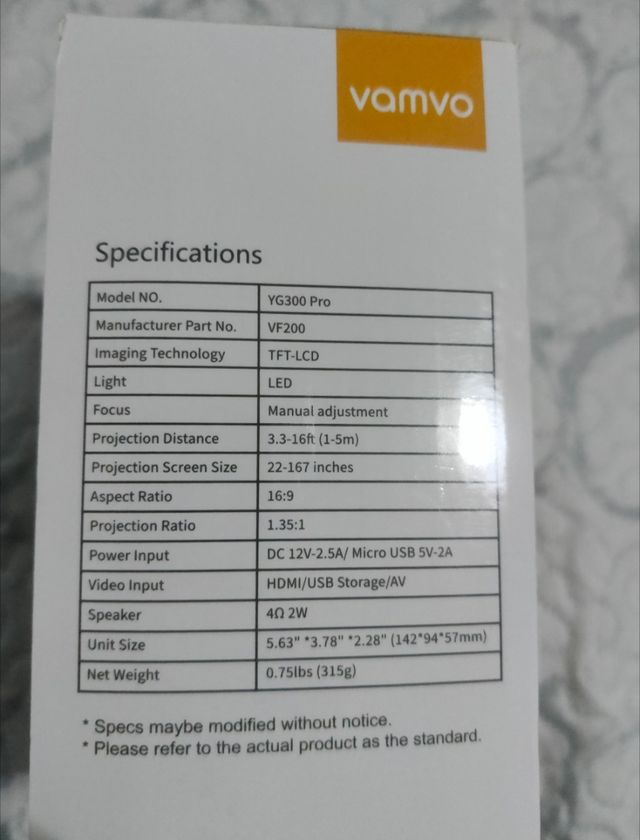 vamvo
Specifications
Model NO. YG300 Pro
Manufacturer Part No. VF200
Imaging Technology TFT-LCD
Light LED
Focus Manual adjustment
Projection Distance 3.3-16ft (1-5m)
Projection Screen Size 22-167 inches
Aspect Ratio 16:9
Projection Ratio 1.35:1
Power Input DC 12V-2.5A/ Micro USB 5V-2A
Video Input HDMI/USB Storage/AV
Speaker 4Ω 2W
Unit Size 5.63" *3.78" *2.28" (142*94*57mm)
Net Weight 0.75lbs (315g)
* Specs maybe modified without notice.
* Please refer to the actual product as the standard.